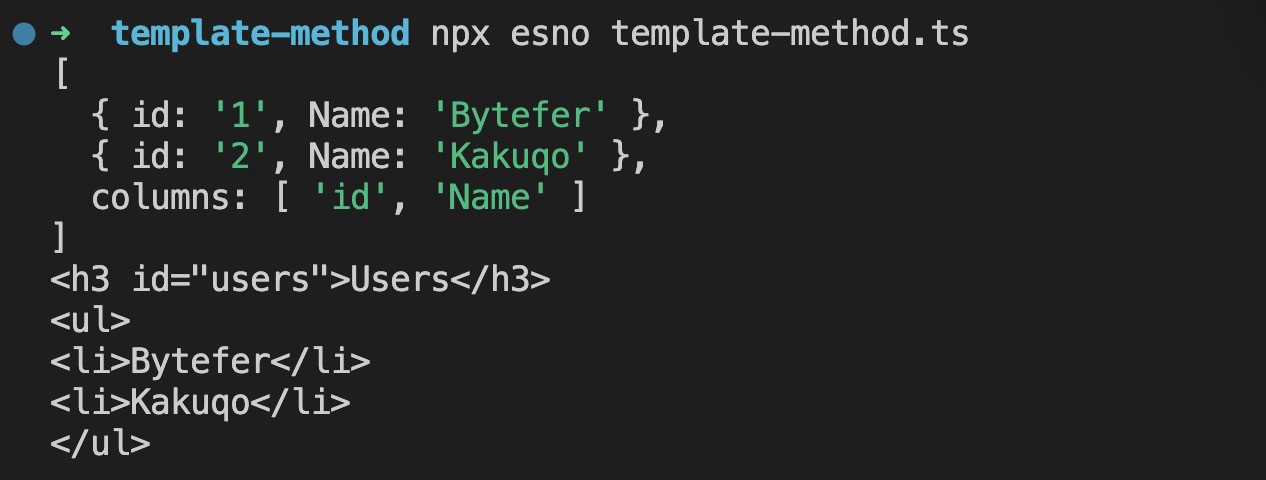 ➜  template-method npx esno template-method.ts
[
  { id: '1', Name: 'Bytefer' },
  { id: '2', Name: 'Kakuqo' },
  columns: [ 'id', 'Name' ]
]
<h3 id="users">Users</h3>
<ul>
<li>Bytefer</li>
<li>Kakuqo</li>
</ul>